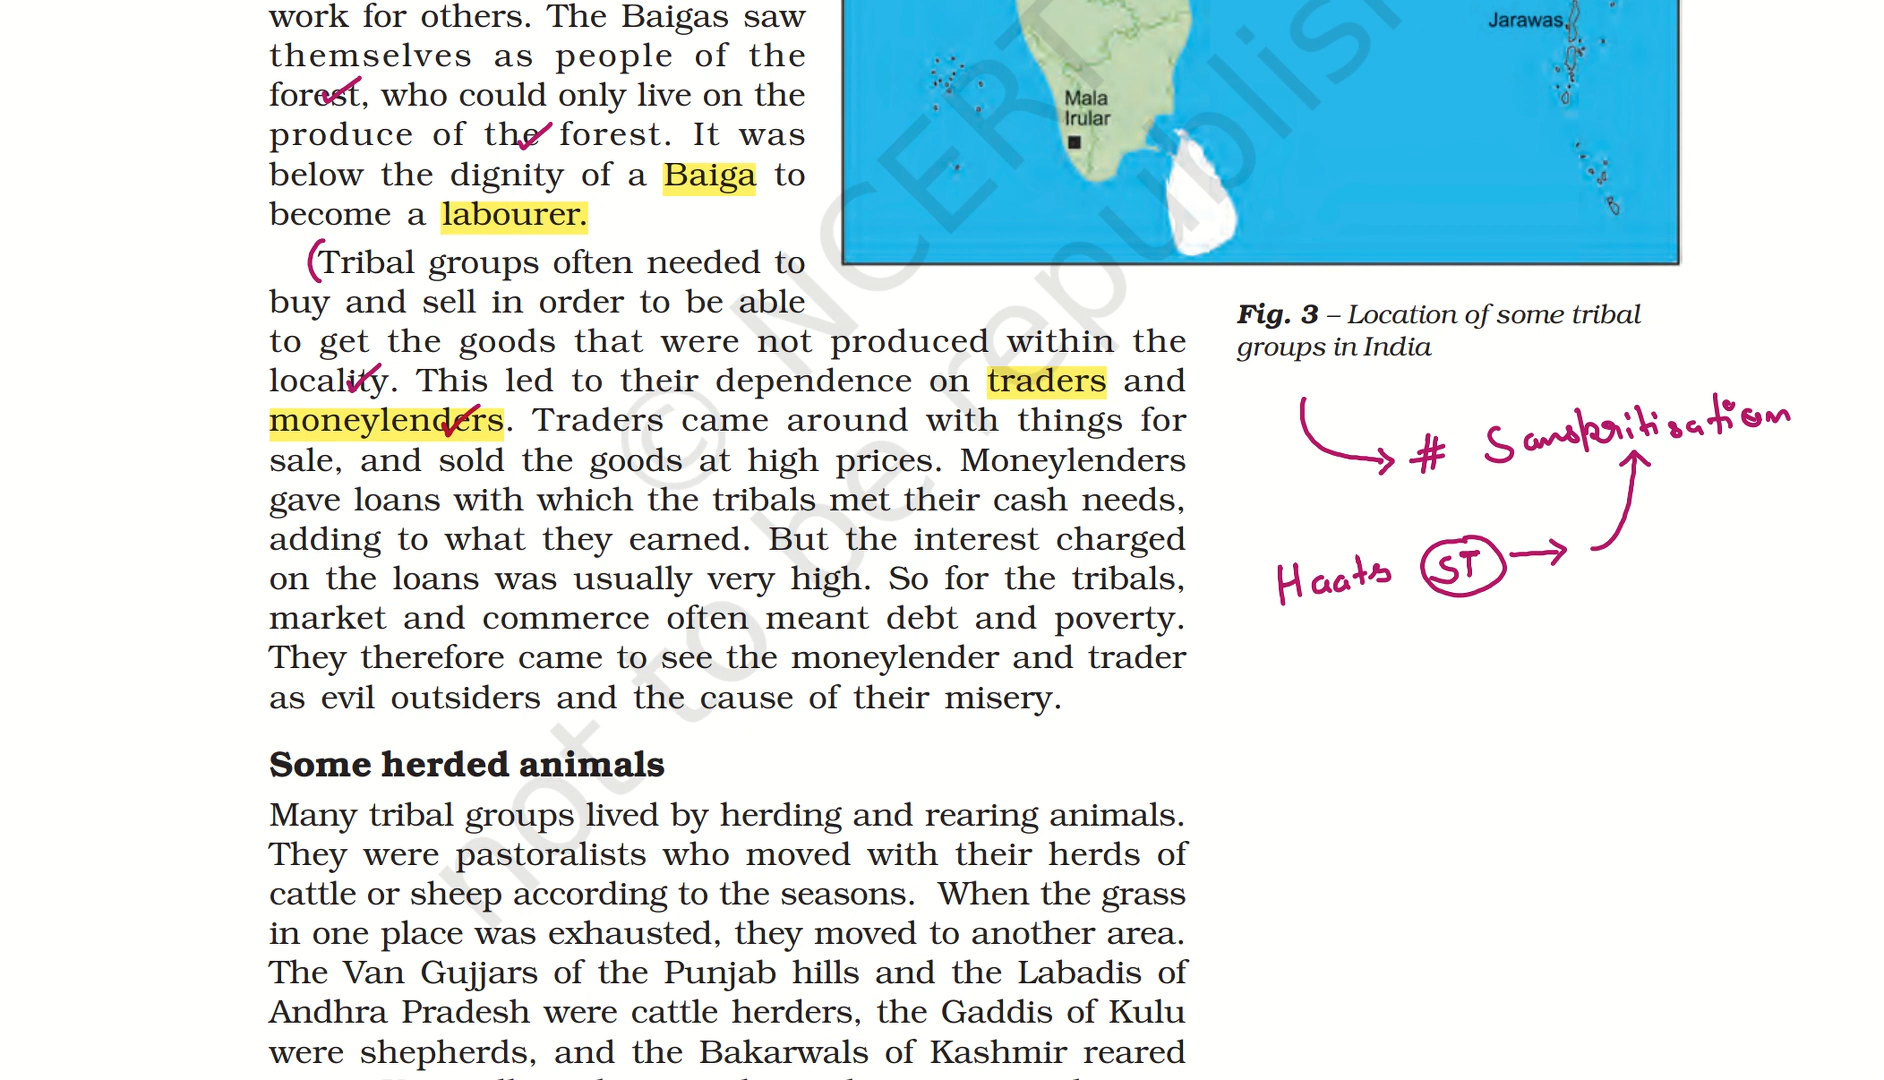 work for others. The Baigas saw
themselves as people of the
forest, who could only live on the
produce of the forest. It was
below the dignity of a Baiga to
become a labourer.
Tribal groups often needed to
buy and sell in order to be able
to get the goods that were not produced within the
locality. This led to their dependence on traders and
moneylenders. Traders came around with things for
sale, and sold the goods at high prices. Moneylenders
gave loans with which the tribals met their cash needs,
adding to what they earned. But the interest charged
on the loans was usually very high. So for the tribals,
market and commerce often meant debt and poverty.
They therefore came to see the moneylender and trader
as evil outsiders and the cause of their misery.
Some herded animals
Many tribal groups lived by herding and rearing animals.
They were pastoralists who moved with their herds of
cattle or sheep according to the seasons. When the grass
in one place was exhausted, they moved to another area.
The Van Gujjars of the Punjab hills and the Labadis of
Andhra Pradesh were cattle herders, the Gaddis of Kulu
were shepherds, and the Bakarwals of Kashmir reared
Jarawas
Mala
Irular
Fig. 3 – Location of some tribal
groups in India
# Sanskritisation
Haats ST
© NCERT
not to be republis